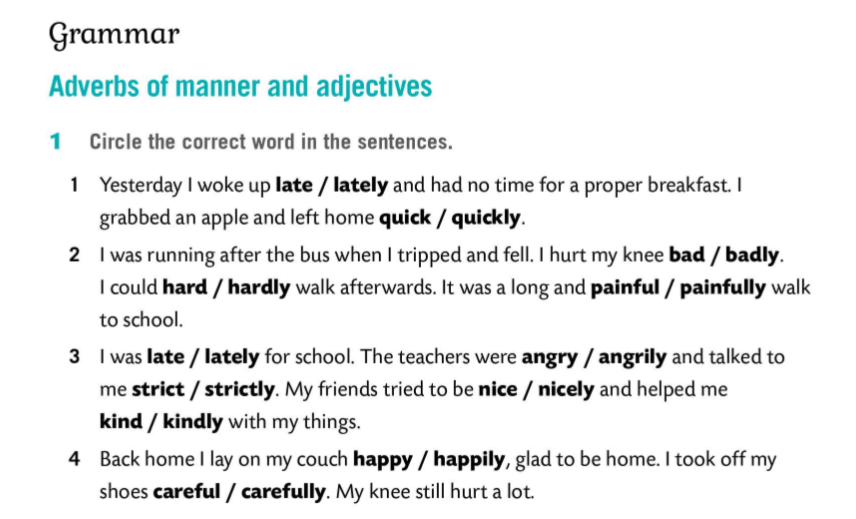 Grammar
Adverbs of manner and adjectives
1 Circle the correct word in the sentences.
1 Yesterday I woke up late / lately and had no time for a proper breakfast. I
grabbed an apple and left home quick / quickly.
2 I was running after the bus when I tripped and fell. I hurt my knee bad / badly.
I could hard / hardly walk afterwards. It was a long and painful / painfully walk
to school.
3 I was late / lately for school. The teachers were angry / angrily and talked to
me strict / strictly. My friends tried to be nice / nicely and helped me
kind / kindly with my things.
4 Back home I lay on my couch happy / happily, glad to be home. I took off my
shoes careful / carefully. My knee still hurt a lot.